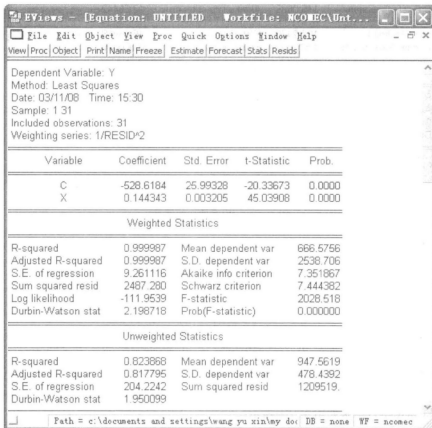 EViews - [Equation: UNTITLED Workfile: NCOMEC\Unt...
File Edit Object View Proc Quick Options Window Help
View Proc Object Print Name Freeze Estimate Forecast Stats Resids
Dependent Variable: Y
Method: Least Squares
Date: 03/11/08 Time: 15:30
Sample: 1 31
Included observations: 31
Weighting series: 1/RESID^2
Variable Coefficient Std. Error t-Statistic Prob.
C -528.6184 25.99328 -20.33673 0.0000
X 0.144343 0.003205 45.03908 0.0000
Weighted Statistics
R-squared 0.999987 Mean dependent var 666.5756
Adjusted R-squared 0.999987 S.D. dependent var 2538.706
S.E. of regression 9.261116 Akaike info criterion 7.351867
Sum squared resid 2487.280 Schwarz criterion 7.444382
Log likelihood -111.9539 F-statistic 2028.518
Durbin-Watson stat 2.198718 Prob(F-statistic) 0.000000
Unweighted Statistics
R-squared 0.823868 Mean dependent var 947.5619
Adjusted R-squared 0.817795 S.D. dependent var 478.4392
S.E. of regression 204.2242 Sum squared resid 1209519.
Durbin-Watson stat 1.950099
Path = c:\documents and settings\wang yu xin\my doc DB = none WF = ncomec